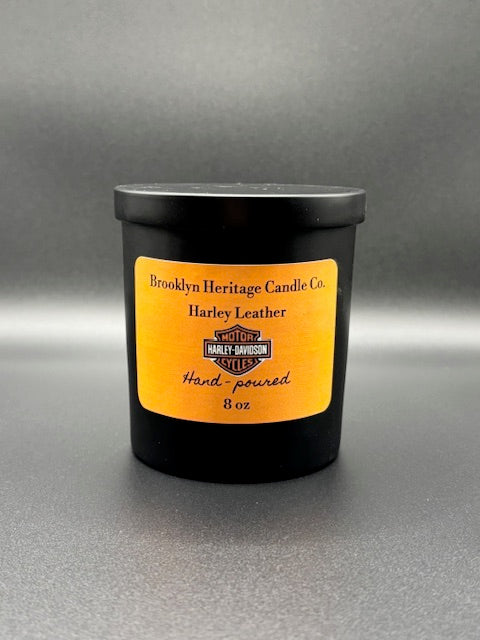 Brooklyn Heritage Candle Co.
Harley Leather
MOTOR
HARLEY-DAVIDSON
CYCLES
Hand-poured
8 oz